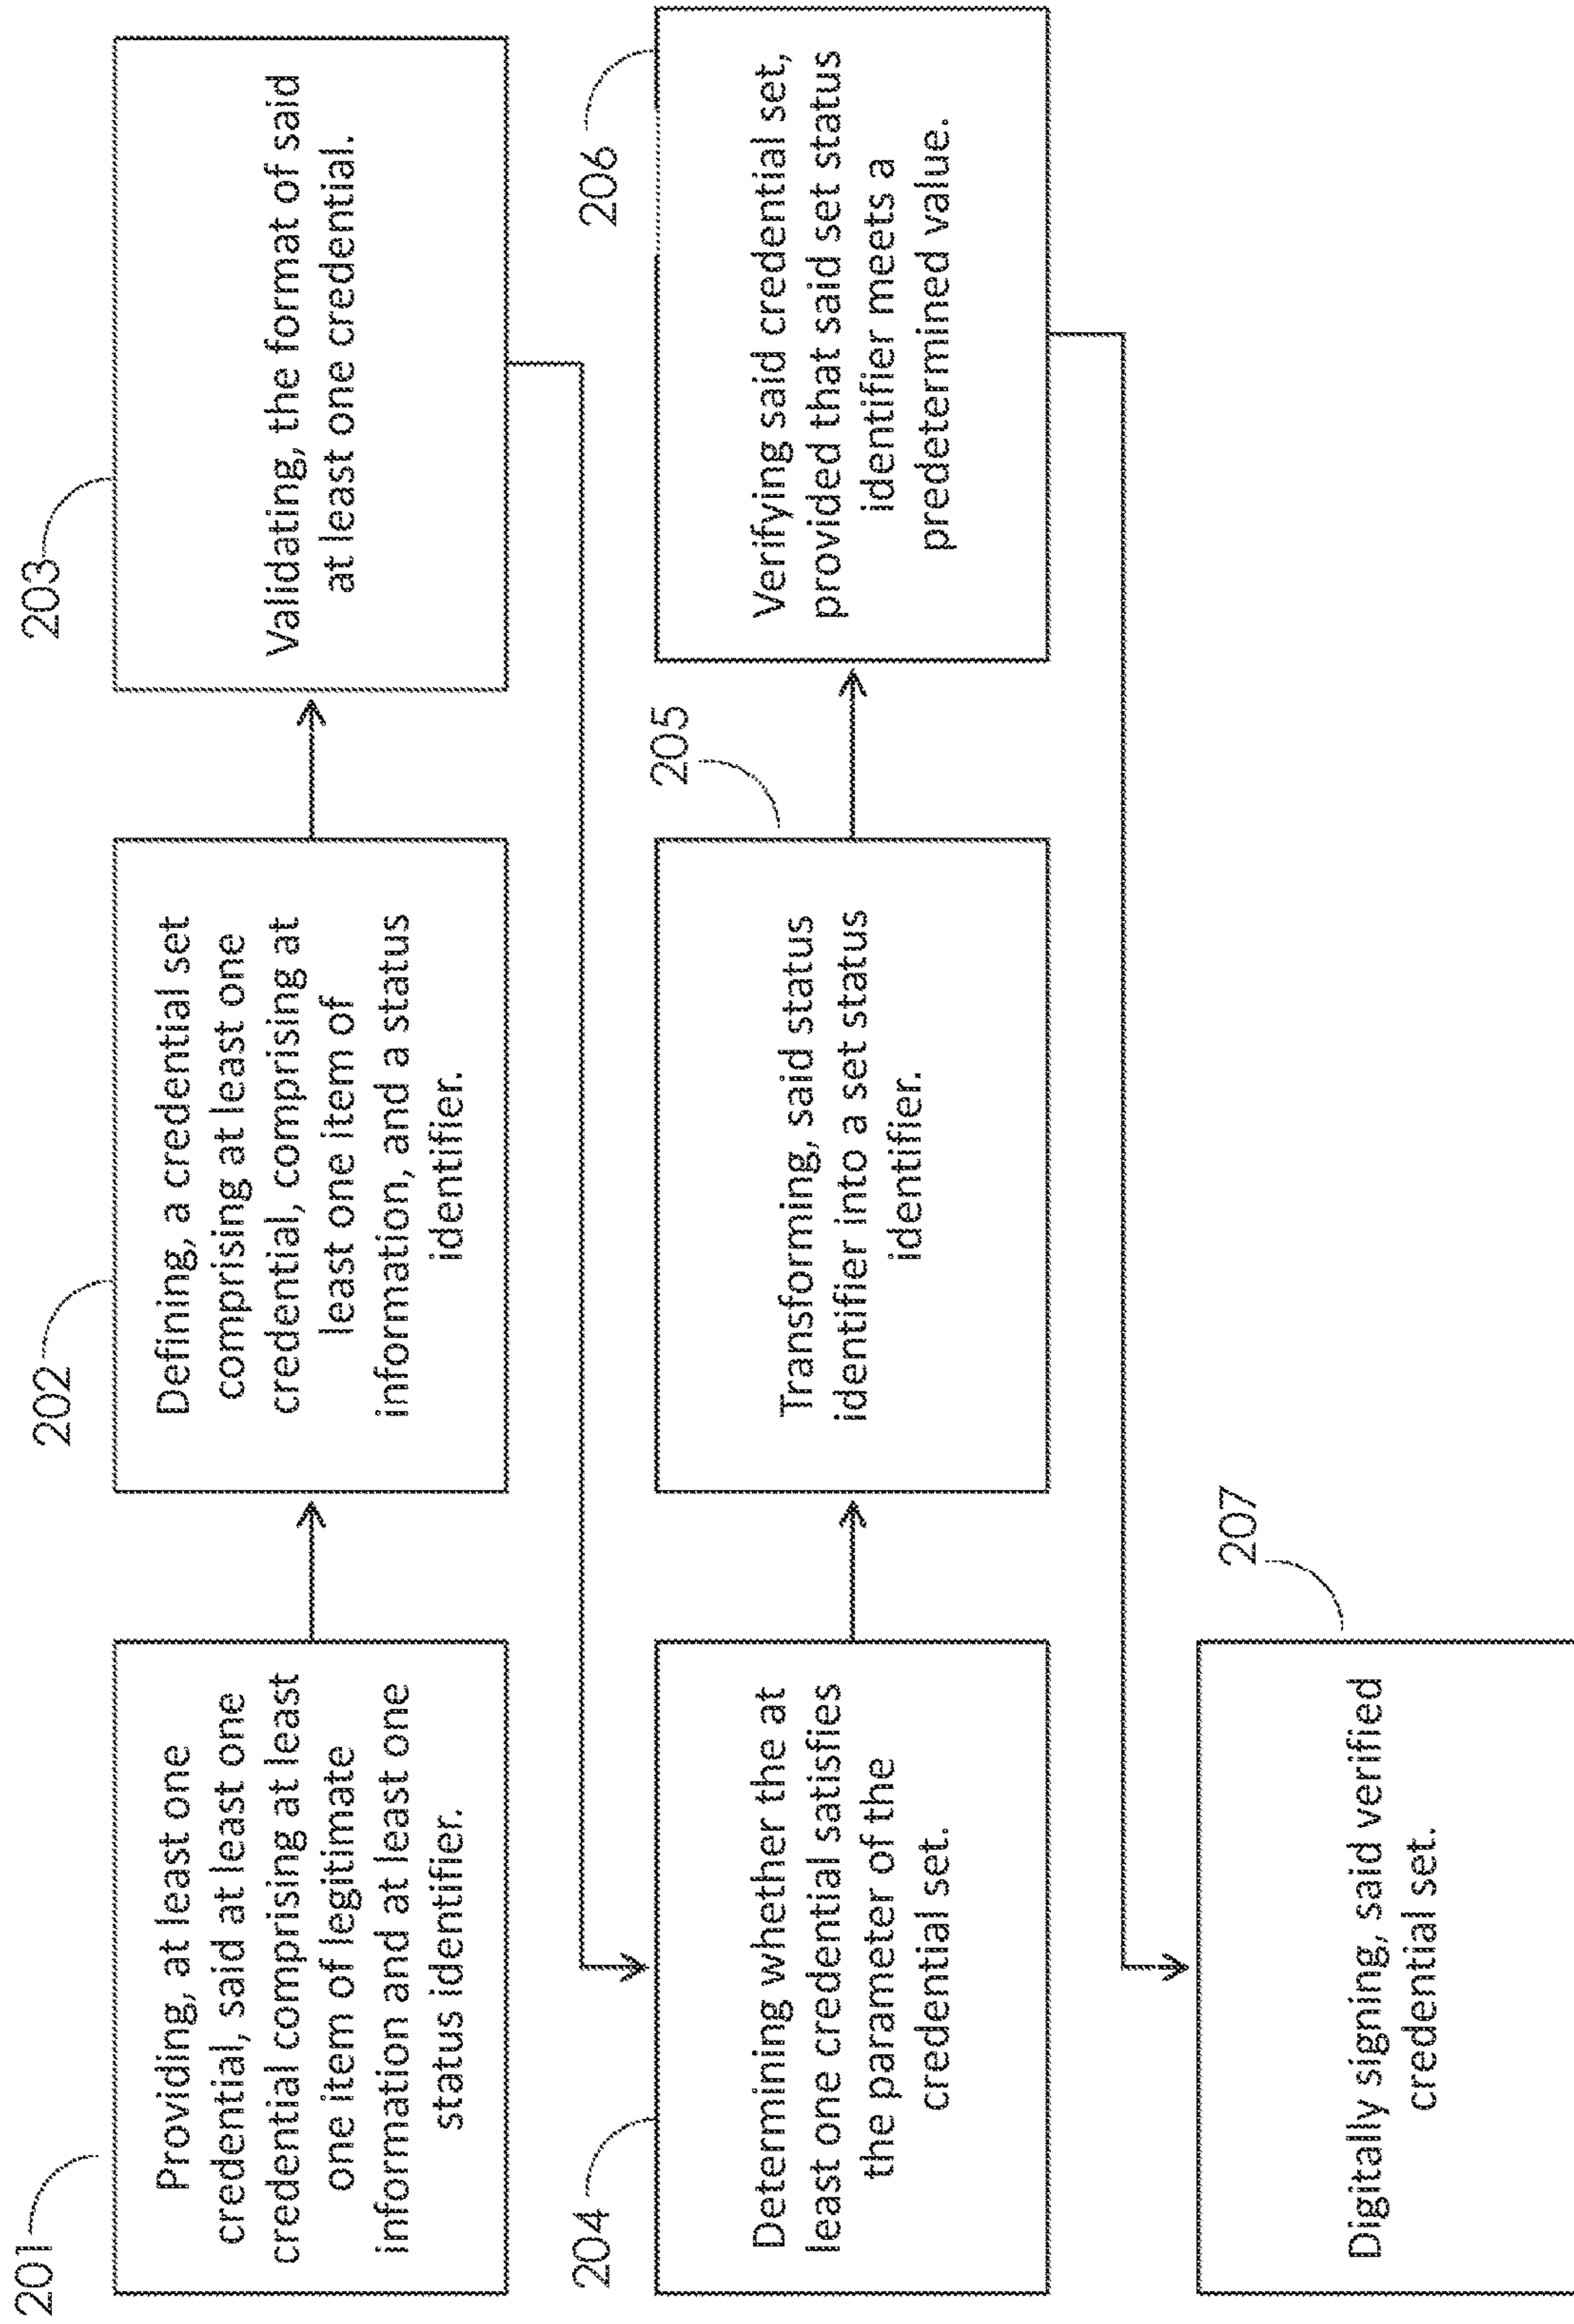 201
Providing, at least one
credential, said at least one
credential comprising at least
one item of legitimate
information and at least one
status identifier.
202
Defining, a credential set
comprising at least one
credential, comprising at
least one item of
information, and a status
identifier.
203
Validating, the format of said
at least one credential.
204
Determining whether the at
least one credential satisfies
the parameter of the
credential set.
205
Transforming, said status
identifier into a set status
identifier.
206
Verifying said credential set,
provided that said set status
identifier meets a
predetermined value.
207
Digitally signing, said verified
credential set.